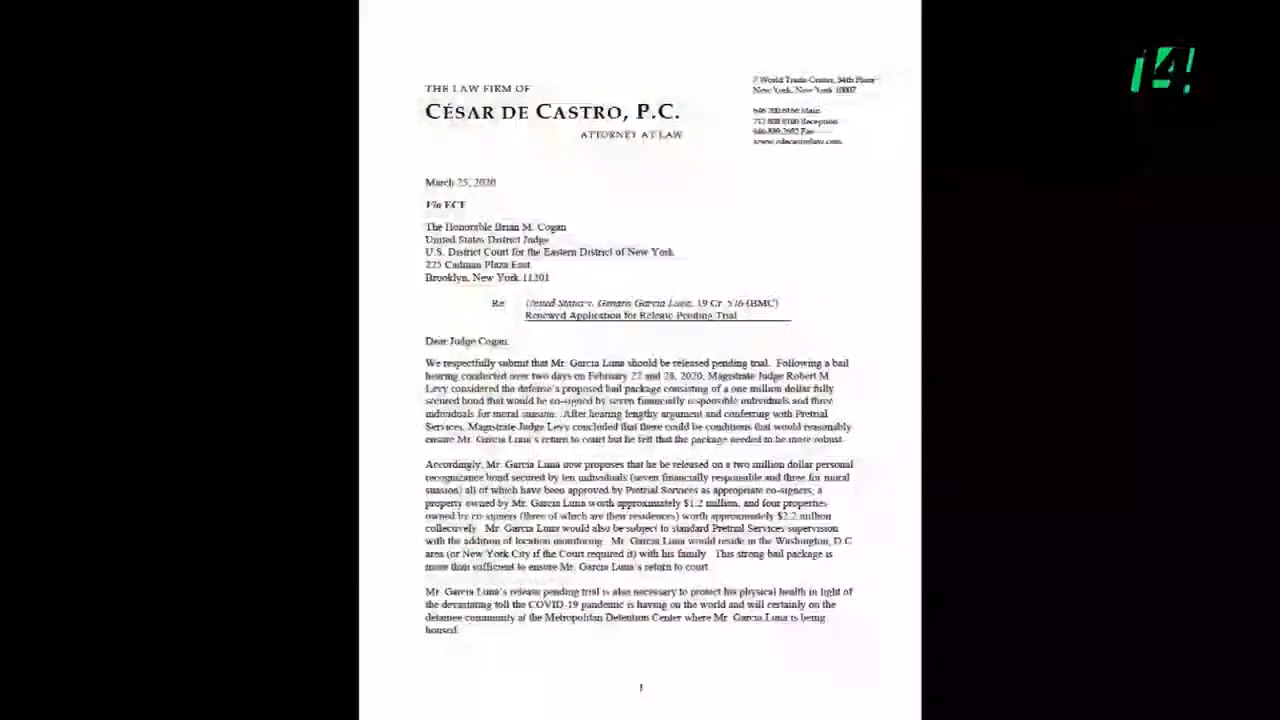 14!
7 World Trade Center, 34th Floor
New York, New York 10007
THE LAW FIRM OF
CÉSAR DE CASTRO, P.C.
ATTORNEY AT LAW
Main
Reception
Fax
March 25, 2020
Via ECF
The Honorable Brian M. Cogan
United States District Judge
U.S. District Court for the Eastern District of New York
225 Cadman Plaza East
Brooklyn, New York 11201
Re: United States v. Genaro Garcia Luna, 19 Cr. 576 (BMC)
Renewed Application for Release Pending Trial
Dear Judge Cogan,
We respectfully submit that Mr. Garcia Luna should be released pending trial. Following a bail
hearing conducted over two days on February 27 and 28, 2020, Magistrate Judge Robert M.
Levy considered the defense's proposed bail package consisting of a one million dollar fully
secured bond that would be co-signed by seven financially responsible individuals and three
individuals for moral suasion. After hearing lengthy argument and conferring with Pretrial
Services, Magistrate Judge Levy concluded that there could be conditions that would reasonably
ensure Mr. Garcia Luna's return to court but he felt that the package needed to be more robust.
Accordingly, Mr. Garcia Luna now proposes that he be released on a two million dollar personal
recognizance bond secured by ten individuals (seven financially responsible and three for moral
suasion) all of which have been approved by Pretrial Services as appropriate co-signers, a
property owned by Mr. Garcia Luna worth approximately $1.2 million, and four properties
owned by co-signers (three of which are their residences) worth approximately $2.2 million
collectively. Mr. Garcia Luna would also be subject to standard Pretrial Services supervision
with the addition of location monitoring. Mr. Garcia Luna would reside in the Washington, D.C.
area (or New York City if the Court required it) with his family. This strong bail package is
more than sufficient to ensure Mr. Garcia Luna's return to court.
Mr. Garcia Luna's release pending trial is also necessary to protect his physical health in light of
the devastating toll the COVID-19 pandemic is having on the world and will certainly on the
detainee community at the Metropolitan Detention Center where Mr. Garcia Luna is being
housed.
1